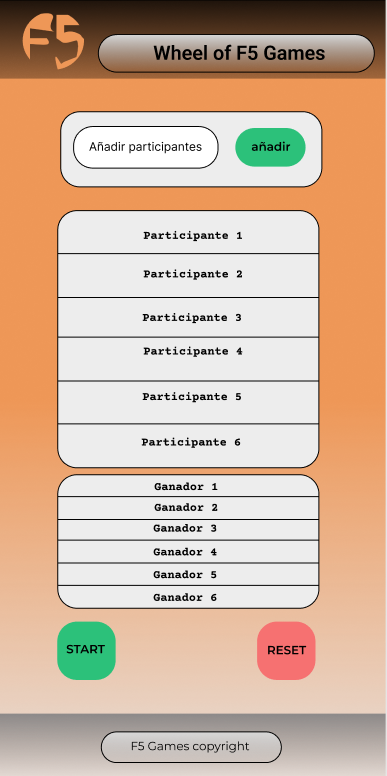 F5
Wheel of F5 Games
Añadir participantes
añadir
Participante 1
Participante 2
Participante 3
Participante 4
Participante 5
Participante 6
Ganador 1
Ganador 2
Ganador 3
Ganador 4
Ganador 5
Ganador 6
START
RESET
F5 Games copyright